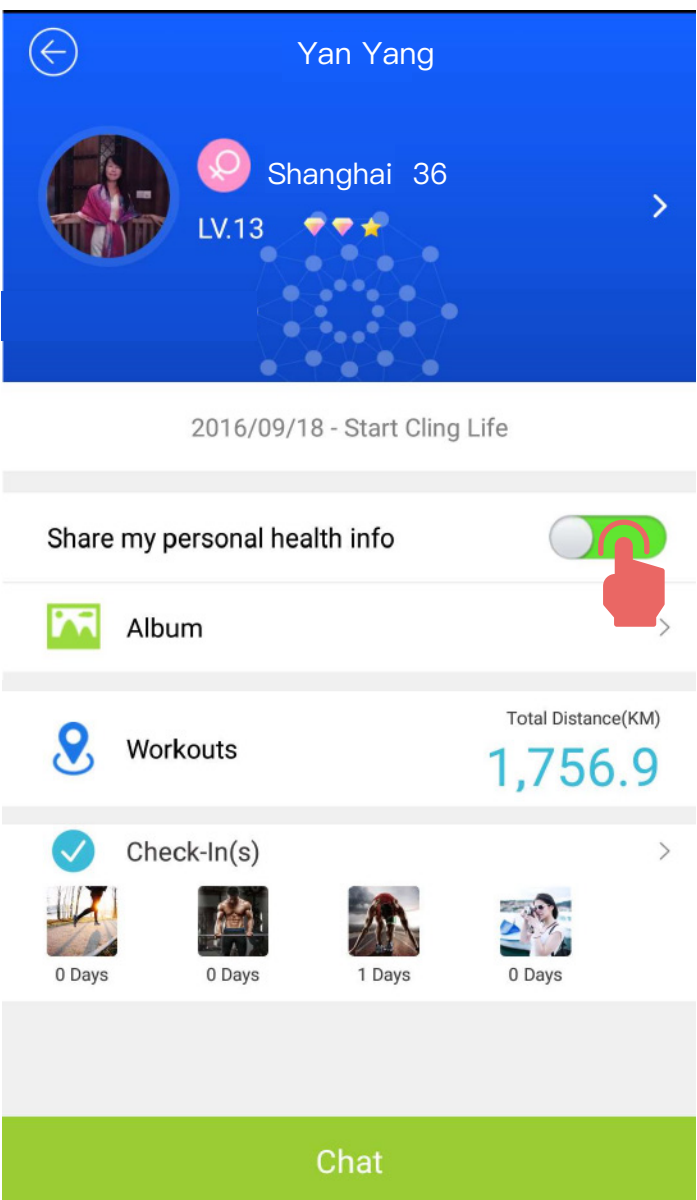 Yan Yang
Shanghai 36
LV.13
2016/09/18 - Start Cling Life
Share my personal health info
Album
Total Distance(KM)
Workouts
1,756.9
Check-In(s)
0 Days
0 Days
1 Days
0 Days
Chat